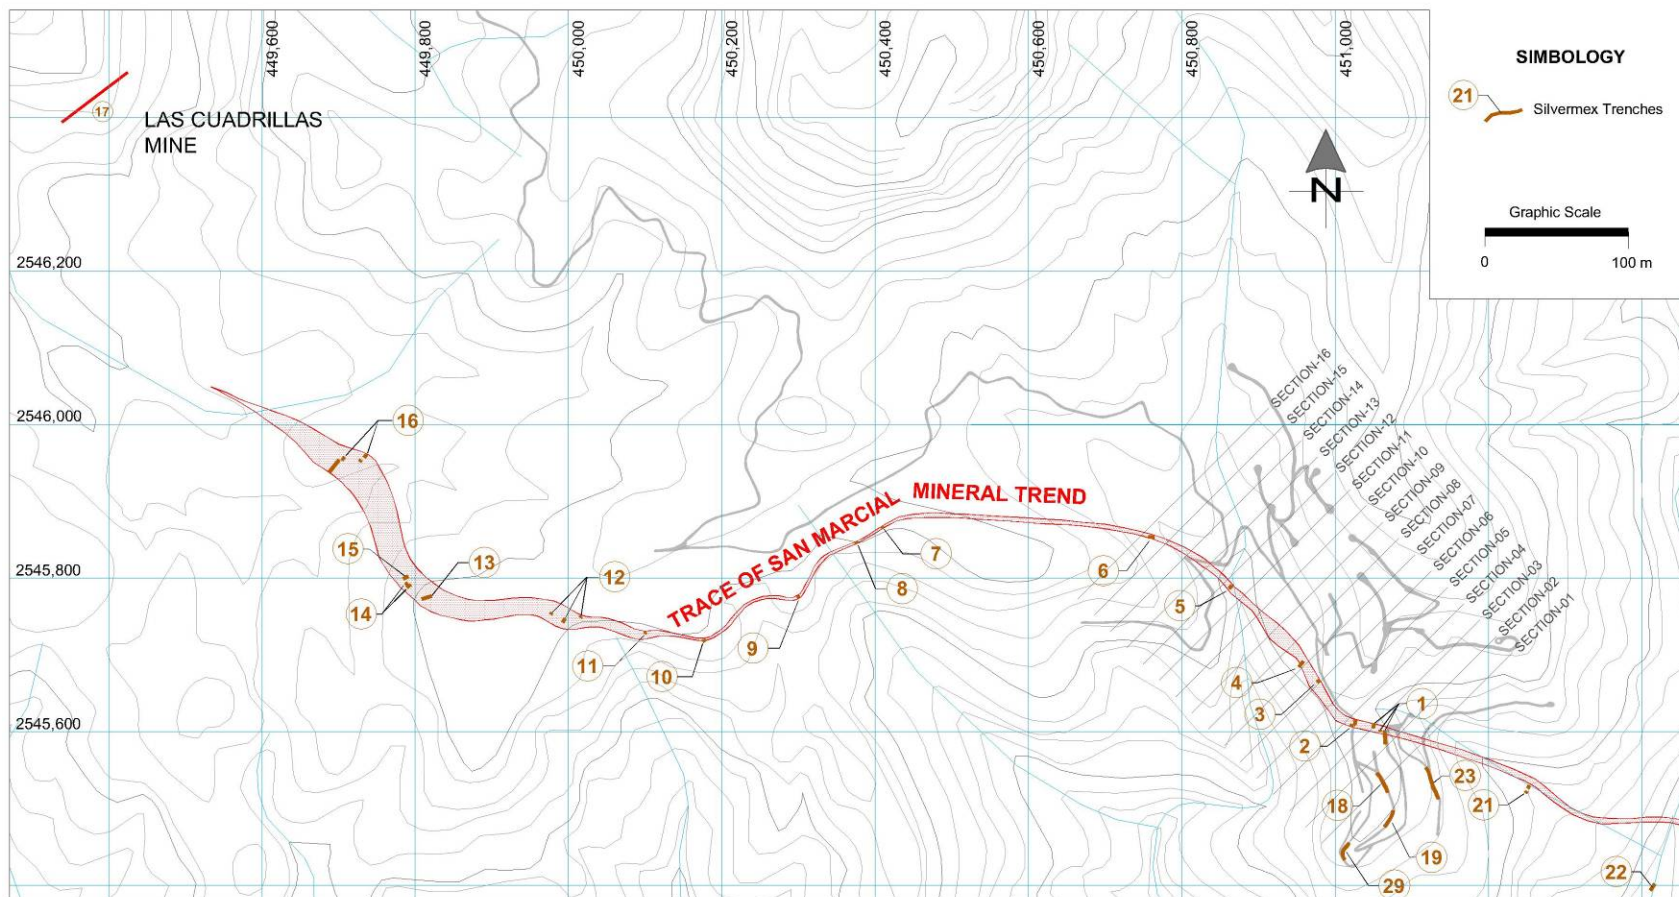 449,600
449,800
450,000
450,200
450,400
450,600
450,800
451,000
SIMBOLOGY
21
Silvermex Trenches
17
LAS CUADRILLAS
MINE
N
Graphic Scale
0
100 m
2546,200
2546,000
2545,800
2545,600
SECTION-16
SECTION-15
SECTION-14
SECTION-13
SECTION-12
SECTION-11
SECTION-10
SECTION-09
SECTION-08
SECTION-07
SECTION-06
SECTION-05
SECTION-04
SECTION-03
SECTION-02
SECTION-01
TRACE OF SAN MARCIAL MINERAL TREND
16
15
14
13
12
11
10
9
8
7
6
5
4
3
2
1
18
23
21
19
29
22